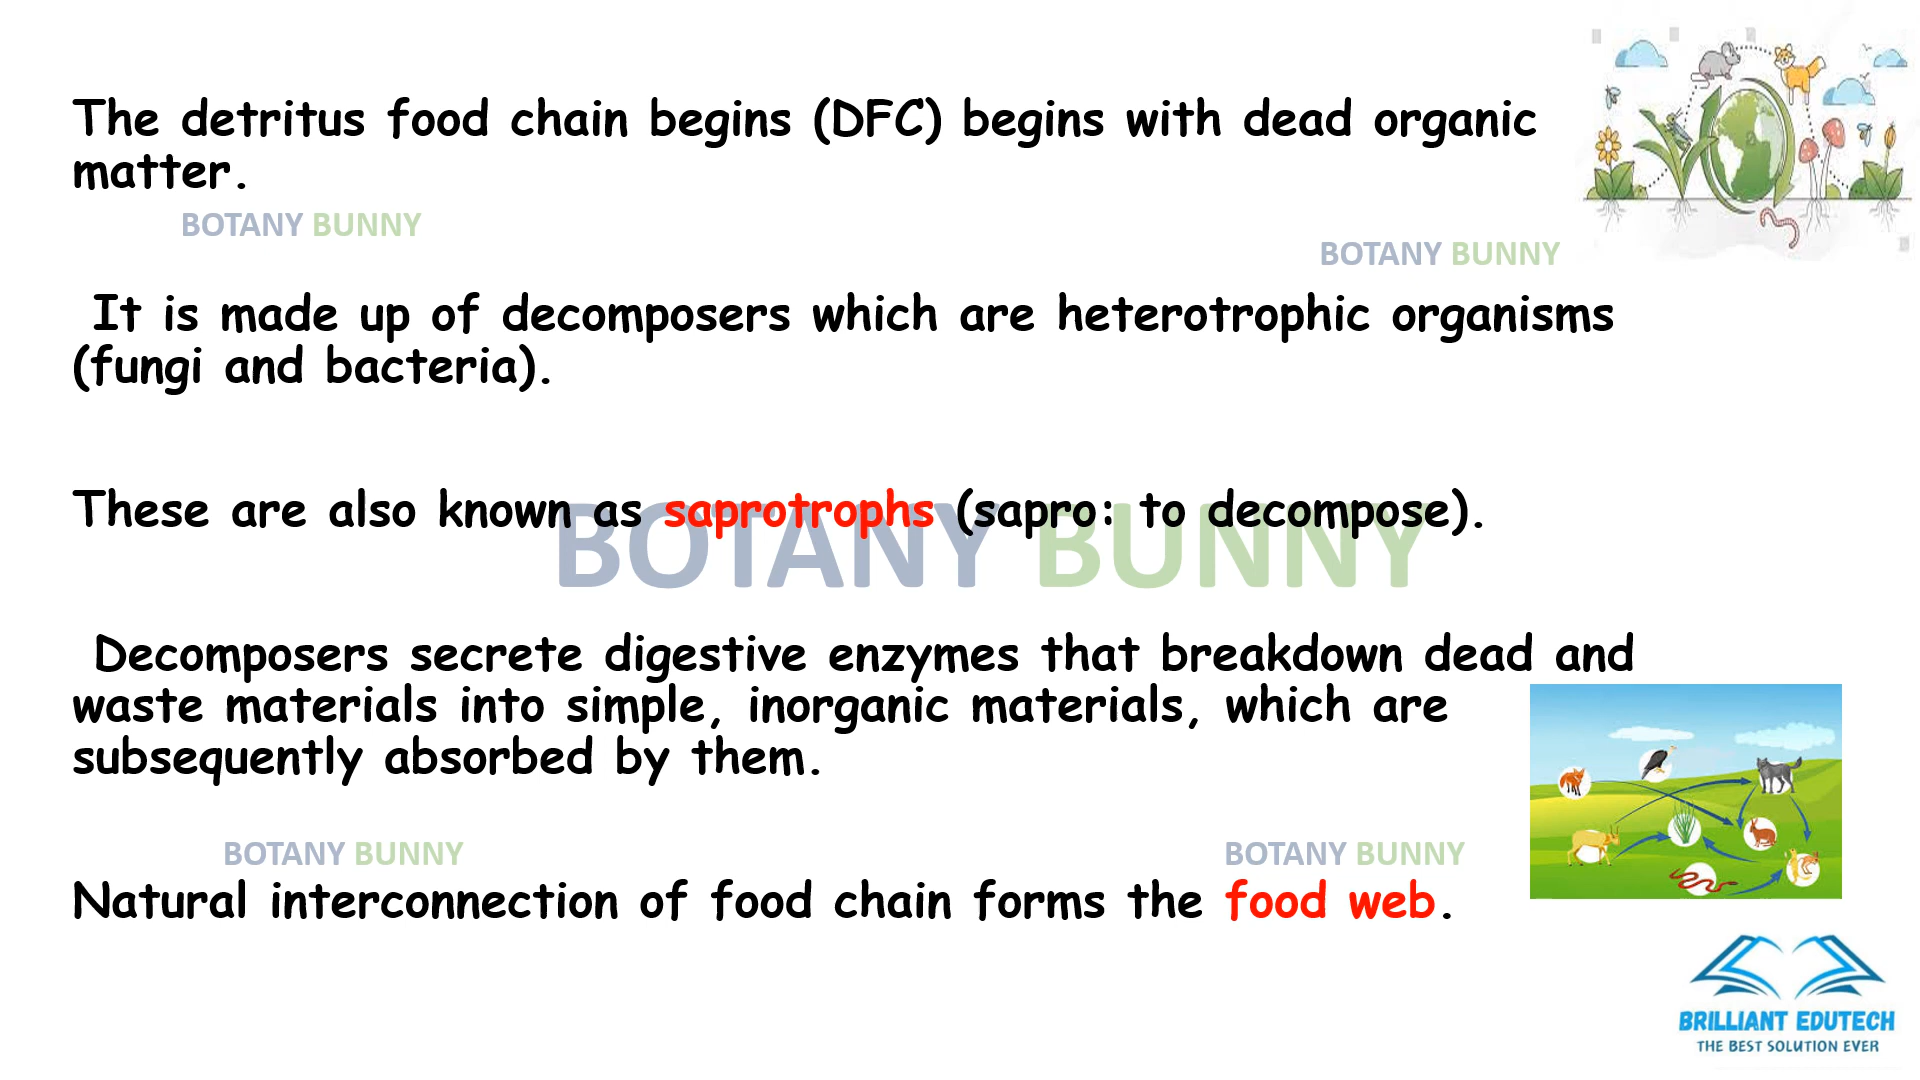 The detritus food chain begins (DFC) begins with dead organic
matter.
BOTANY BUNNY
BOTANY BUNNY
It is made up of decomposers which are heterotrophic organisms
(fungi and bacteria).
These are also known as saprotrophs (sapro: to decompose).
BOTANY BUNNY
Decomposers secrete digestive enzymes that breakdown dead and
waste materials into simple, inorganic materials, which are
subsequently absorbed by them.
BOTANY BUNNY
BOTANY BUNNY
Natural interconnection of food chain forms the food web.
BRILLIANT EDUTECH
THE BEST SOLUTION EVER